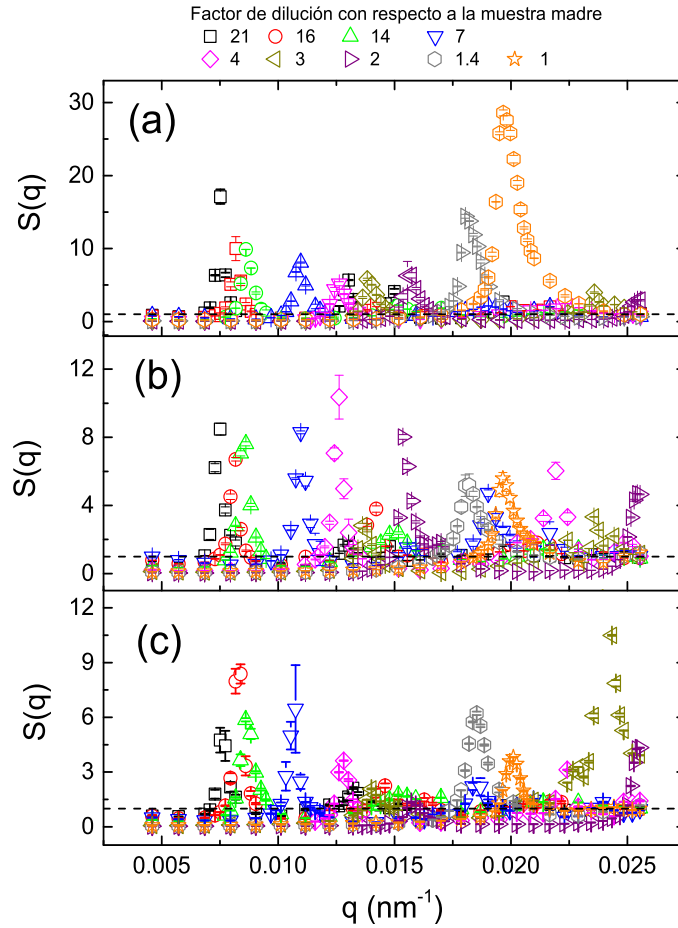 Factor de dilución con respecto a la muestra madre
21 16 14 7
4 3 2 1.4 1
(a)
30
20
10
0
S(q)
(b)
12
8
4
0
S(q)
(c)
12
9
6
3
0
S(q)
0.005 0.010 0.015 0.020 0.025
q (nm⁻¹)